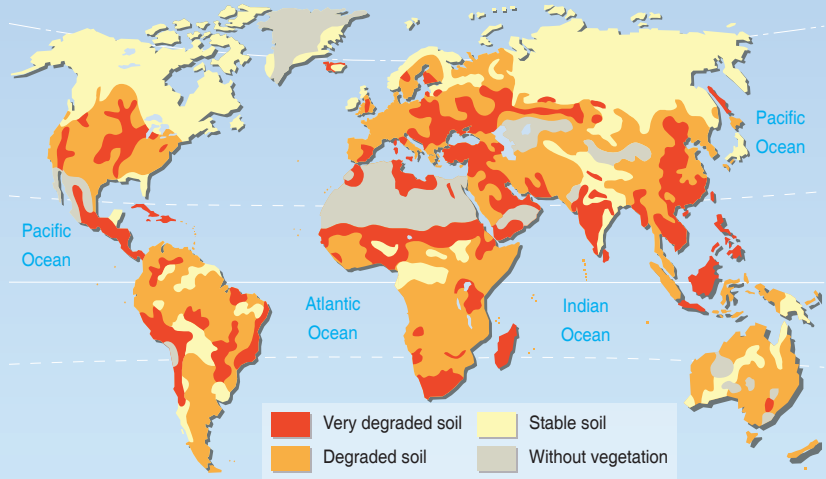 Pacific
Ocean
Pacific
Ocean
Atlantic
Ocean
Indian
Ocean
Very degraded soil
Stable soil
Degraded soil
Without vegetation